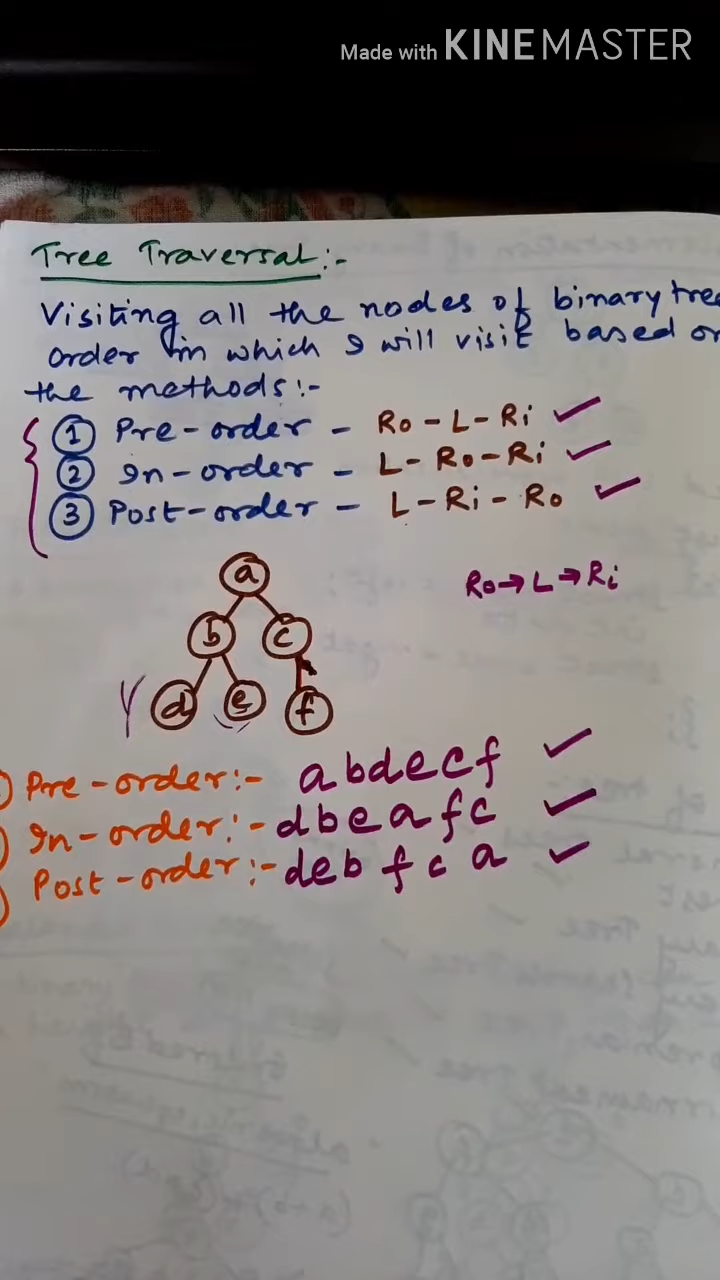 Made with KINEMASTER
Tree Traversal:-
Visiting all the nodes of binary tree
order in which I will visit based on
the methods:-
① Pre-order - Ro-L-Ri
② In-order - L-Ro-Ri
③ Post-order - L-Ri-Ro
Ro→L→Ri
a
b c
d e f
Pre-order:- abdecf
In-order:- dbeafc
Post-order:- debfca